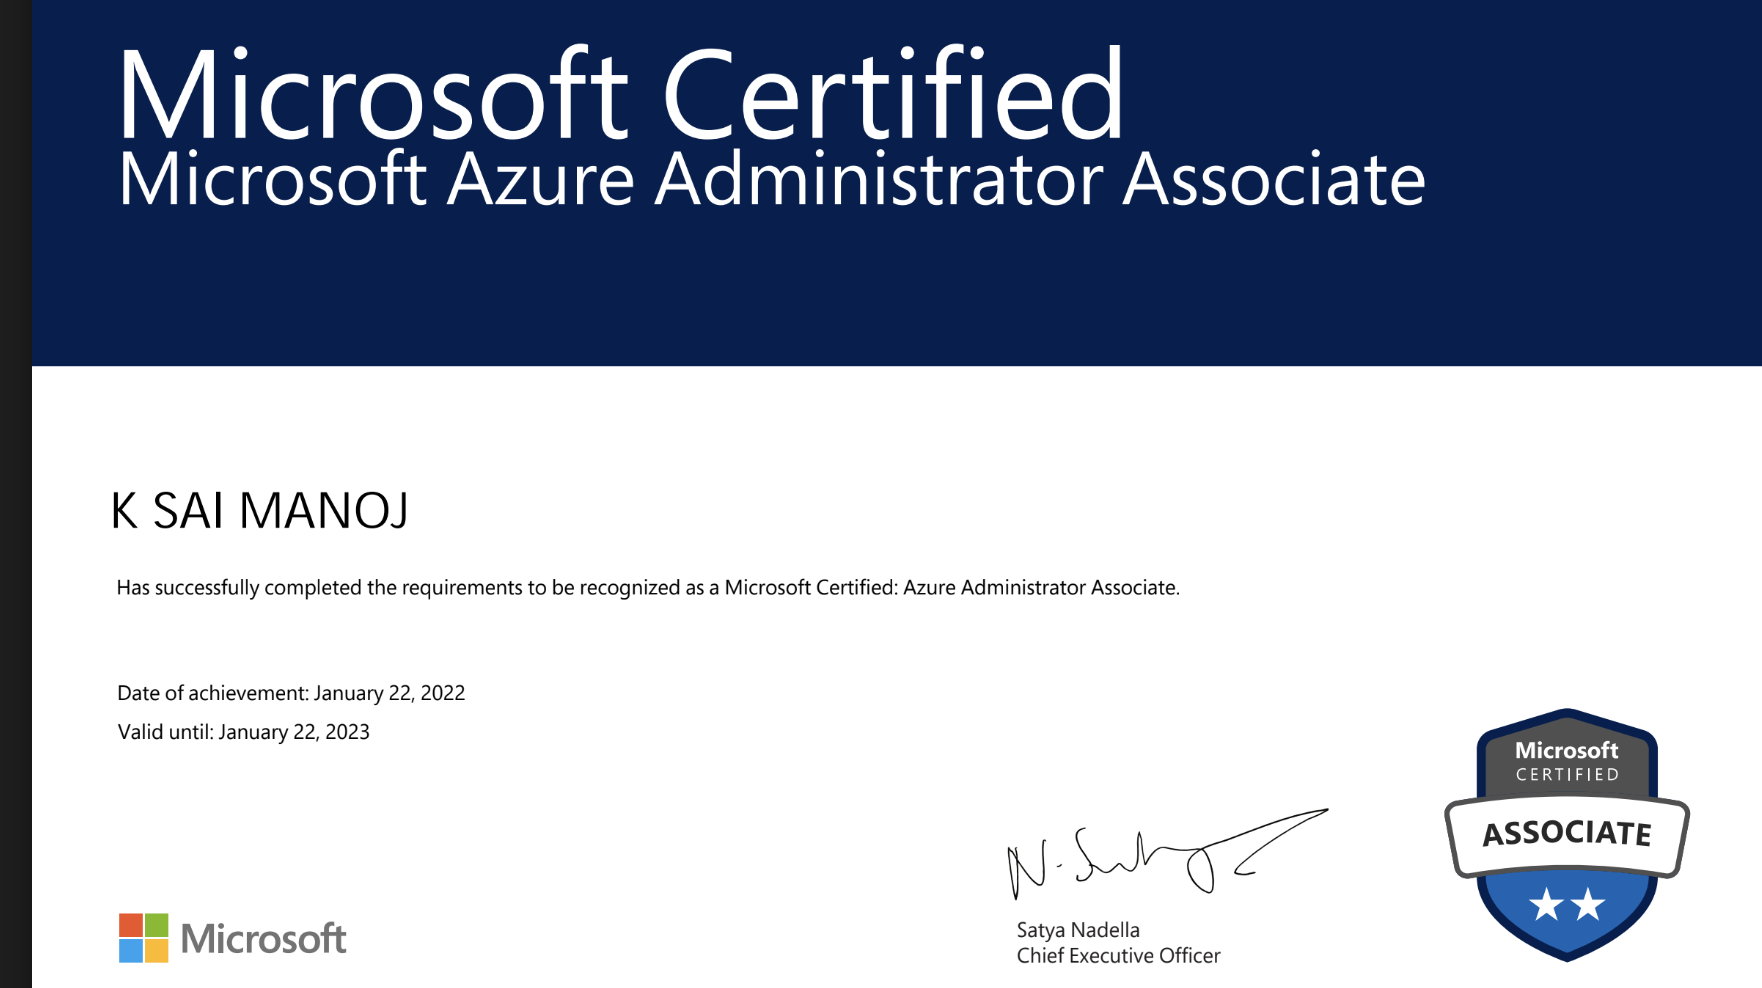 Microsoft Certified
Microsoft Azure Administrator Associate
K SAI MANOJ
Has successfully completed the requirements to be recognized as a Microsoft Certified: Azure Administrator Associate.
Date of achievement: January 22, 2022
Valid until: January 22, 2023
Microsoft
CERTIFIED
ASSOCIATE
N. Satya
Satya Nadella
Chief Executive Officer
Microsoft